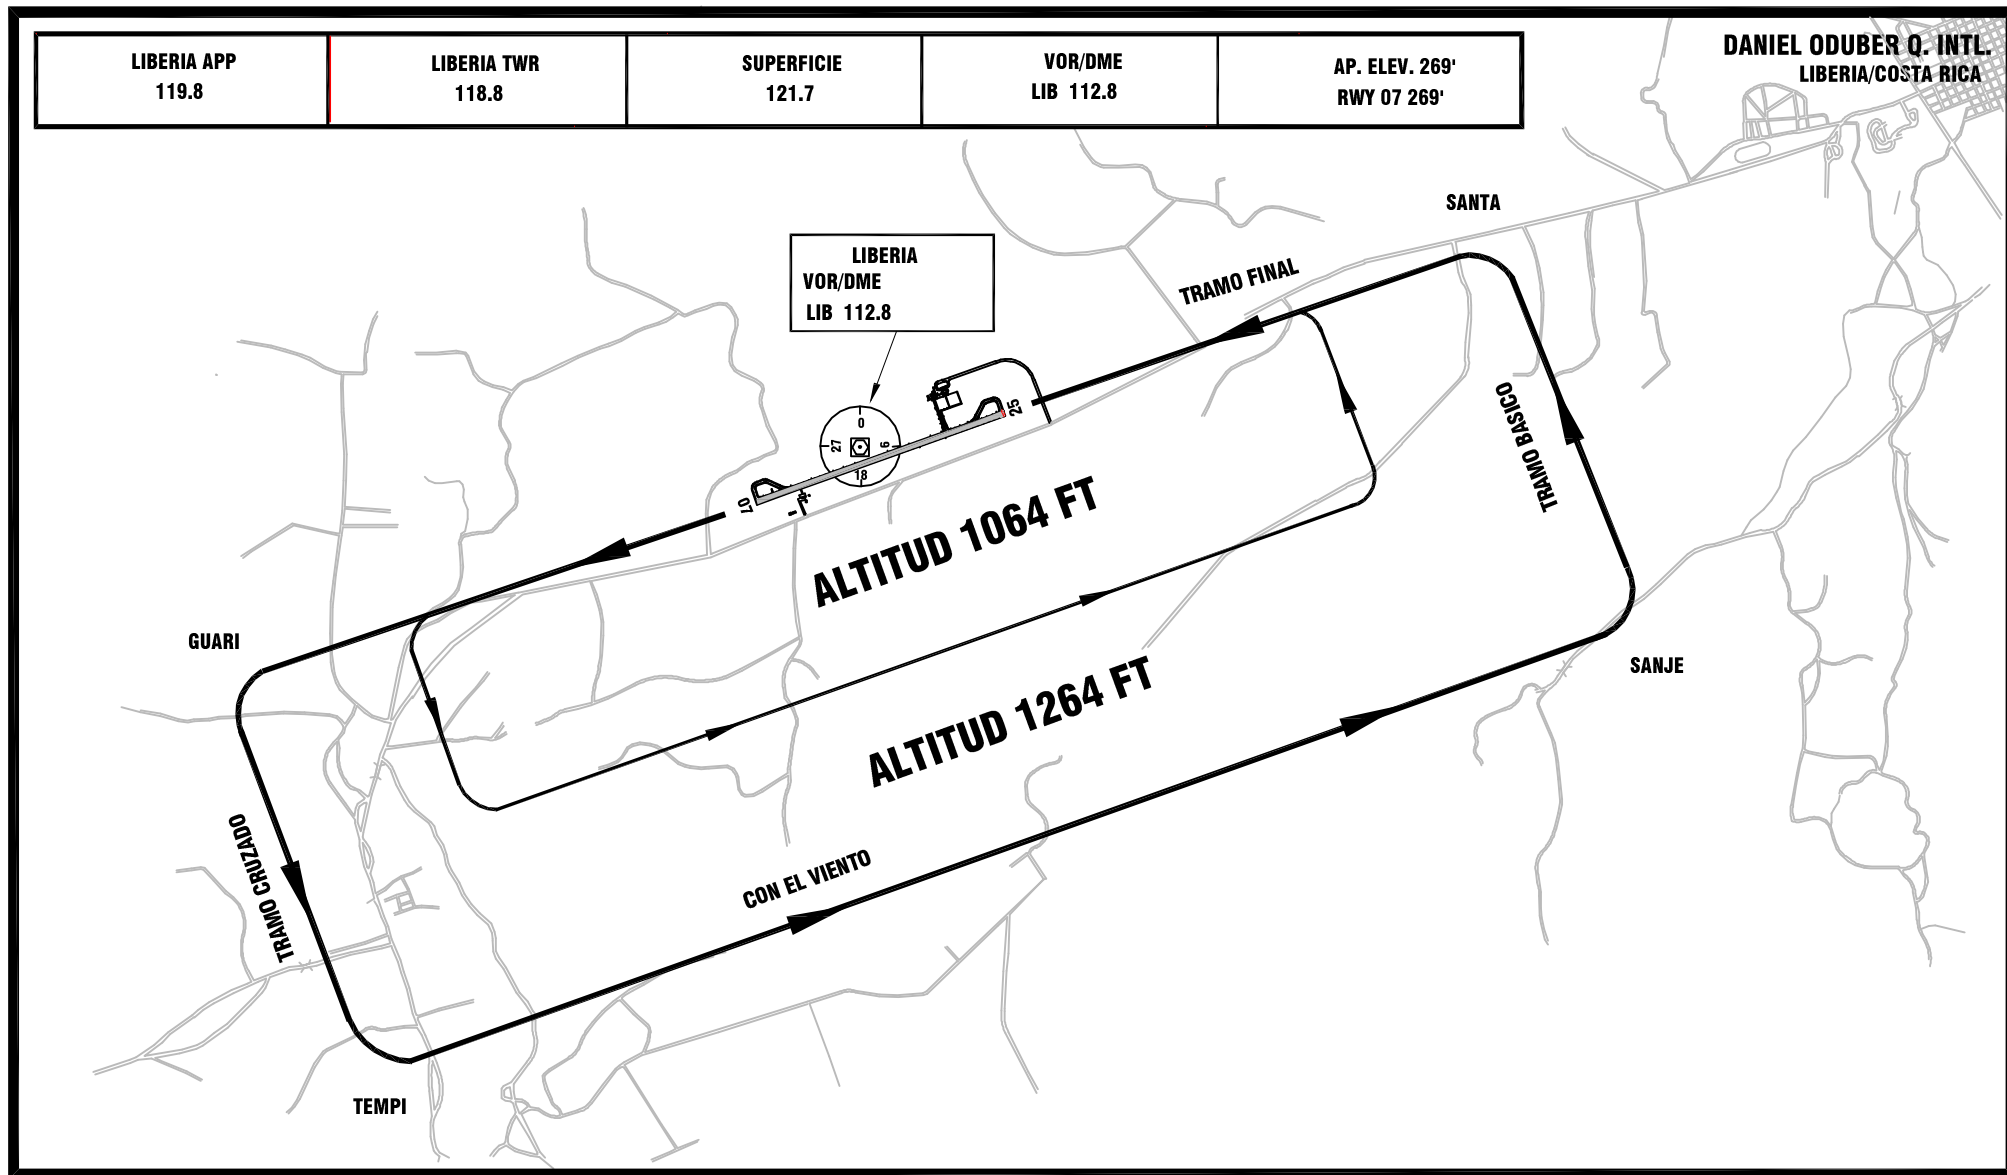 LIBERIA APP
119.8
LIBERIA TWR
118.8
SUPERFICIE
121.7
VOR/DME
LIB 112.8
AP. ELEV. 269'
RWY 07 269'
DANIEL ODUBER Q. INTL.
LIBERIA/COSTA RICA
SANTA
LIBERIA
VOR/DME
LIB 112.8
TRAMO FINAL
0
27
9
18
25
07
TRAMO BASICO
ALTITUD 1064 FT
GUARI
SANJE
ALTITUD 1264 FT
TRAMO CRUZADO
CON EL VIENTO
TEMPI